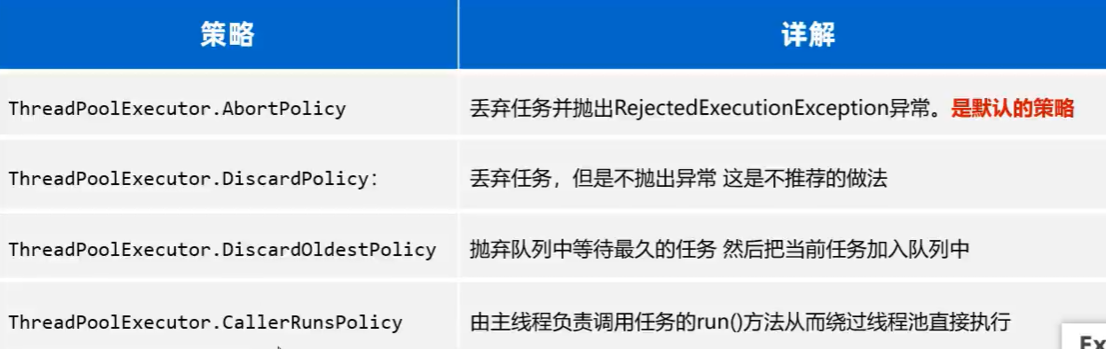 策略
详解
ThreadPoolExecutor.AbortPolicy
丢弃任务并抛出RejectedExecutionException异常。是默认的策略
ThreadPoolExecutor.DiscardPolicy：
丢弃任务，但是不抛出异常 这是不推荐的做法
ThreadPoolExecutor.DiscardOldestPolicy
抛弃队列中等待最久的任务 然后把当前任务加入队列中
ThreadPoolExecutor.CallerRunsPolicy
由主线程负责调用任务的run()方法从而绕过线程池直接执行
Ex